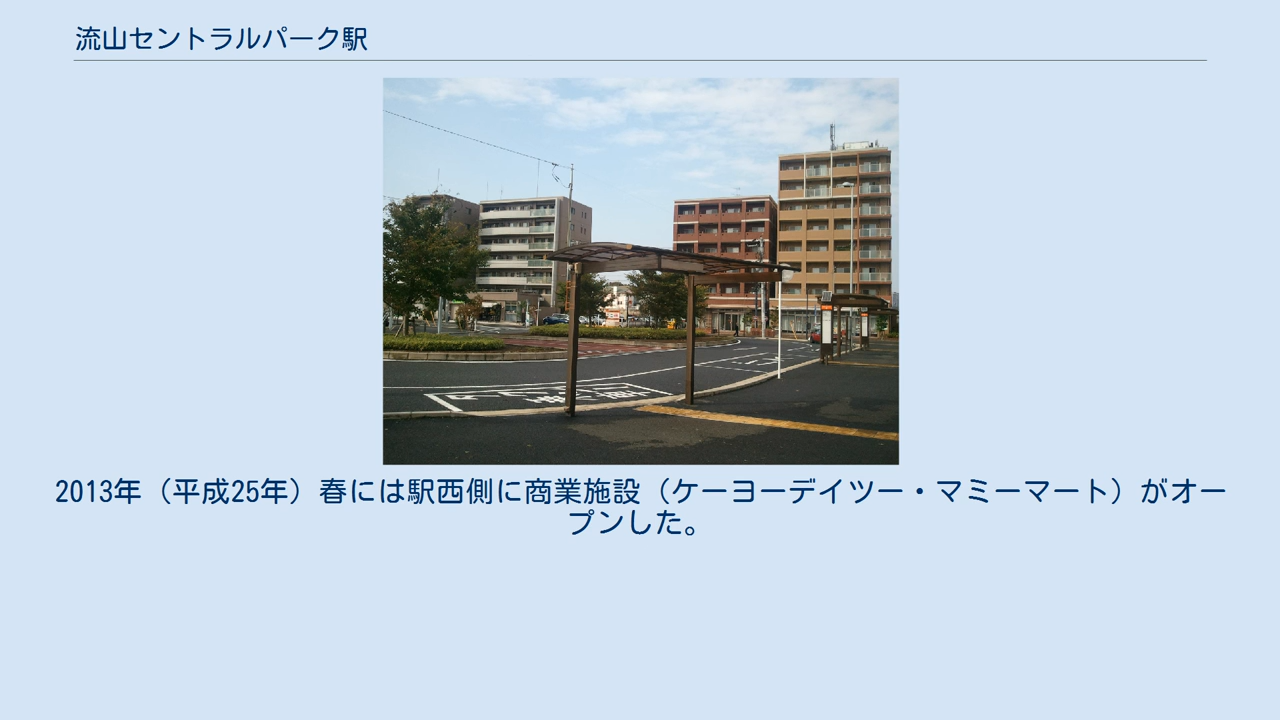 流山セントラルパーク駅
2013年（平成25年）春には駅西側に商業施設（ケーヨーデイツー・マミーマート）がオー
プンした。